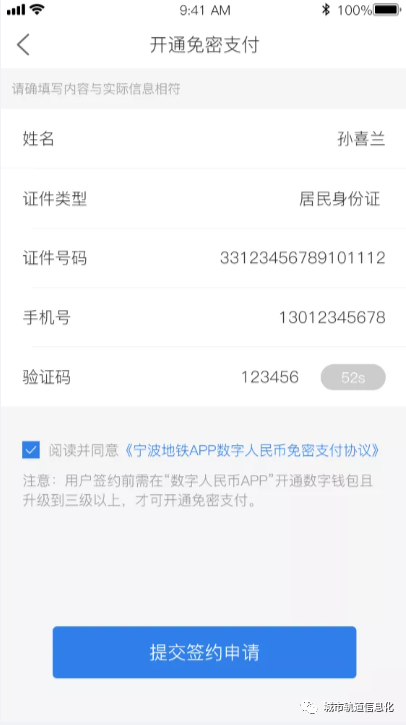 9:41 AM
100%
开通免密支付
请确填写内容与实际信息相符
姓名
孙喜兰
证件类型
居民身份证
证件号码
33123456789101112
手机号
13012345678
验证码
123456
52s
阅读并同意《宁波地铁APP数字人民币免密支付协议》
注意：用户签约前需在“数字人民币APP”开通数字钱包且
升级到三级以上，才可开通免密支付。
提交签约申请
城市轨道信息化